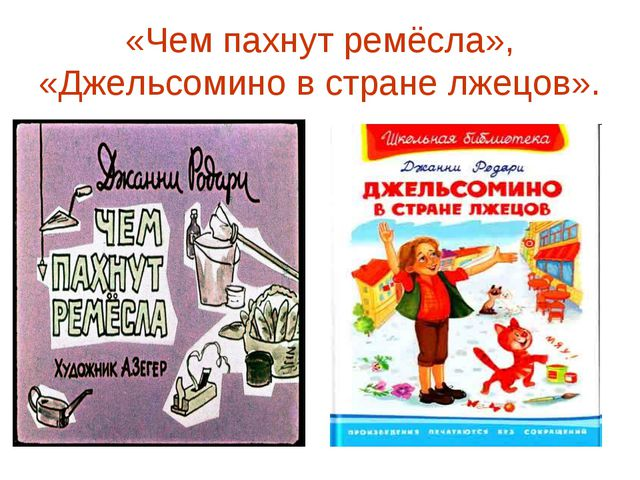 «Чем пахнут ремёсла»,
«Джельсомино в стране лжецов».
Джанни Родари
ЧЕМ
ПАХНУТ
РЕМЁСЛА
ХУДОЖНИК А.ЗЕГЕР
Школьная библиотека
Джанни Родари
ДЖЕЛЬСОМИНО
В СТРАНЕ ЛЖЕЦОВ
МЯУ!
ПРОИЗВЕДЕНИЯ ПЕЧАТАЮТСЯ БЕЗ СОКРАЩЕНИЙ